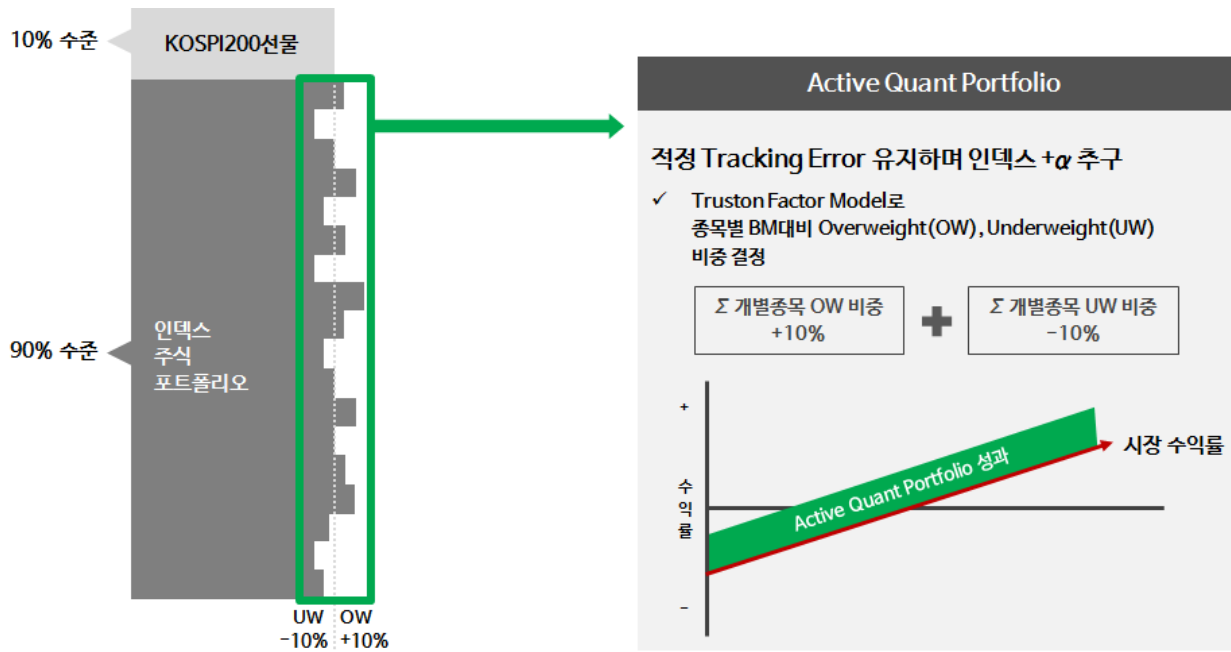 10% 수준
KOSPI200선물
90% 수준
인덱스
주식
포트폴리오
UW
-10%
OW
+10%
Active Quant Portfolio
적정 Tracking Error 유지하며 인덱스 +α 추구
✓ Truston Factor Model로
종목별 BM대비 Overweight(OW), Underweight(UW)
비중 결정
Σ 개별종목 OW 비중
+10%
+
Σ 개별종목 UW 비중
-10%
+
수
익
률
-
Active Quant Portfolio 성과
시장 수익률